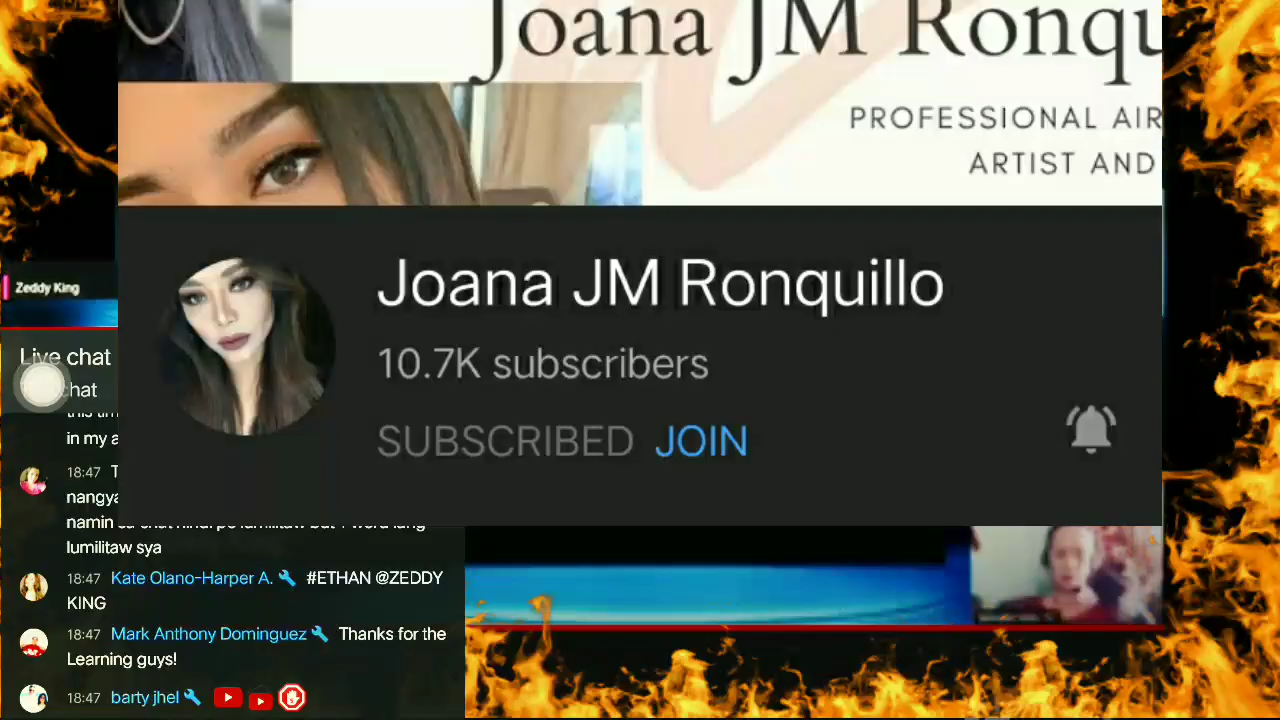 Joana JM Ronqu
PROFESSIONAL AIR
ARTIST AND
Joana JM Ronquillo
10.7K subscribers
SUBSCRIBED JOIN
Zeddy King
Live chat
chat
in my a
18:47 T
nangya
lumilitaw sya
18:47 Kate Olano-Harper A. #ETHAN @ZEDDY
KING
18:47 Mark Anthony Dominguez Thanks for the
Learning guys!
18:47 barty jhel